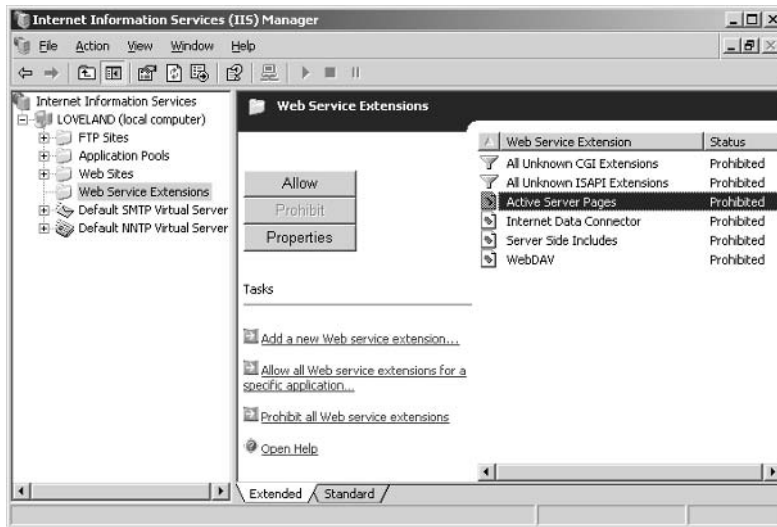 Internet Information Services (IIS) Manager
File Action View Window Help
Internet Information Services
LOVELAND (local computer)
FTP Sites
Application Pools
Web Sites
Web Service Extensions
Default SMTP Virtual Server
Default NNTP Virtual Server
Web Service Extensions
Allow
Prohibit
Properties
Tasks
Add a new Web service extension...
Allow all Web service extensions for a
specific application...
Prohibit all Web service extensions
Open Help
Web Service Extension Status
All Unknown CGI Extensions Prohibited
All Unknown ISAPI Extensions Prohibited
Active Server Pages Prohibited
Internet Data Connector Prohibited
Server Side Includes Prohibited
WebDAV Prohibited
Extended Standard